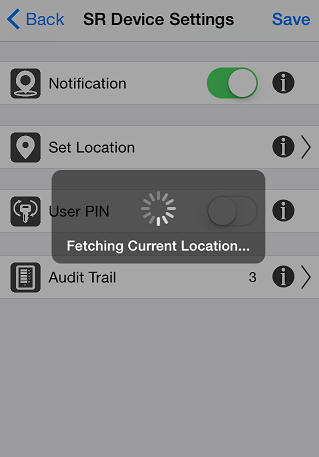 Back SR Device Settings Save
Notification
Set Location
User PIN
Fetching Current Location...
Audit Trail 3